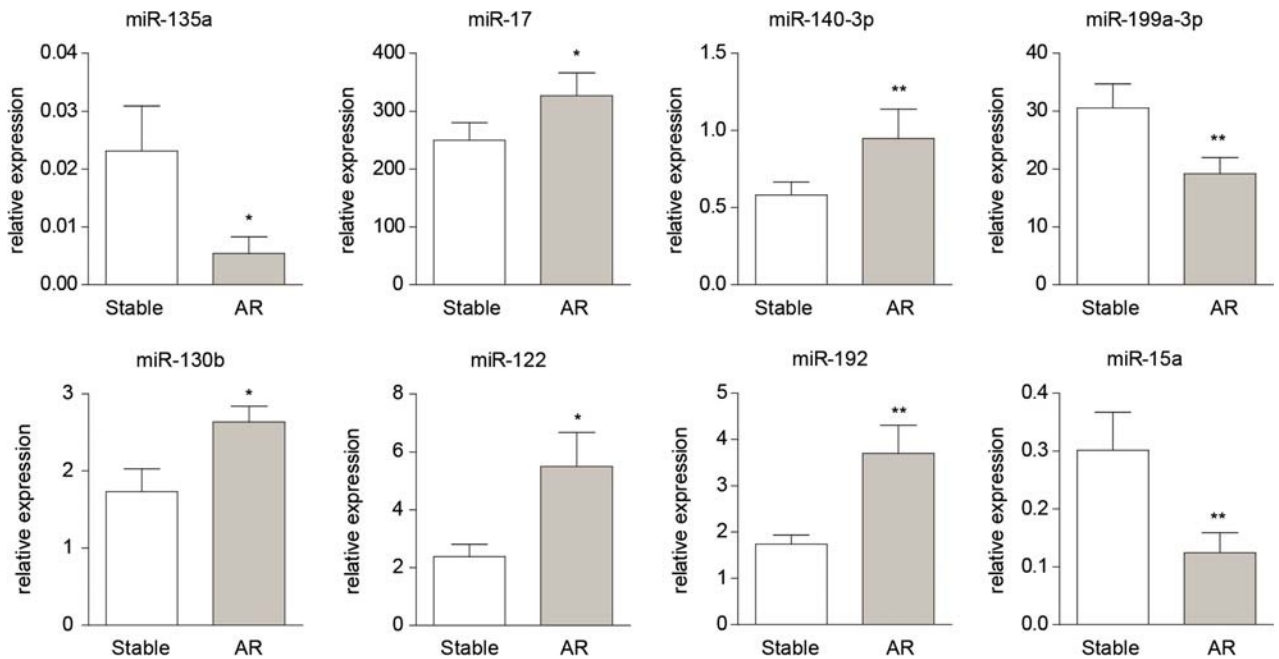 miR-135a
miR-17
miR-140-3p
miR-199a-3p
relative expression
0.04
0.03
0.02
0.01
0.00
*
Stable
AR
relative expression
400
300
200
300
0
*
Stable
AR
relative expression
1.5
1.0
0.5
0.0
**
Stable
AR
relative expression
40
30
20
10
0
**
Stable
AR
miR-130b
miR-122
miR-192
miR-15a
relative expression
3
2
1
0
*
Stable
AR
relative expression
8
6
4
2
0
*
Stable
AR
relative expression
5
4
3
2
1
0
**
Stable
AR
relative expression
0.4
0.3
0.2
0.1
0.0
**
Stable
AR